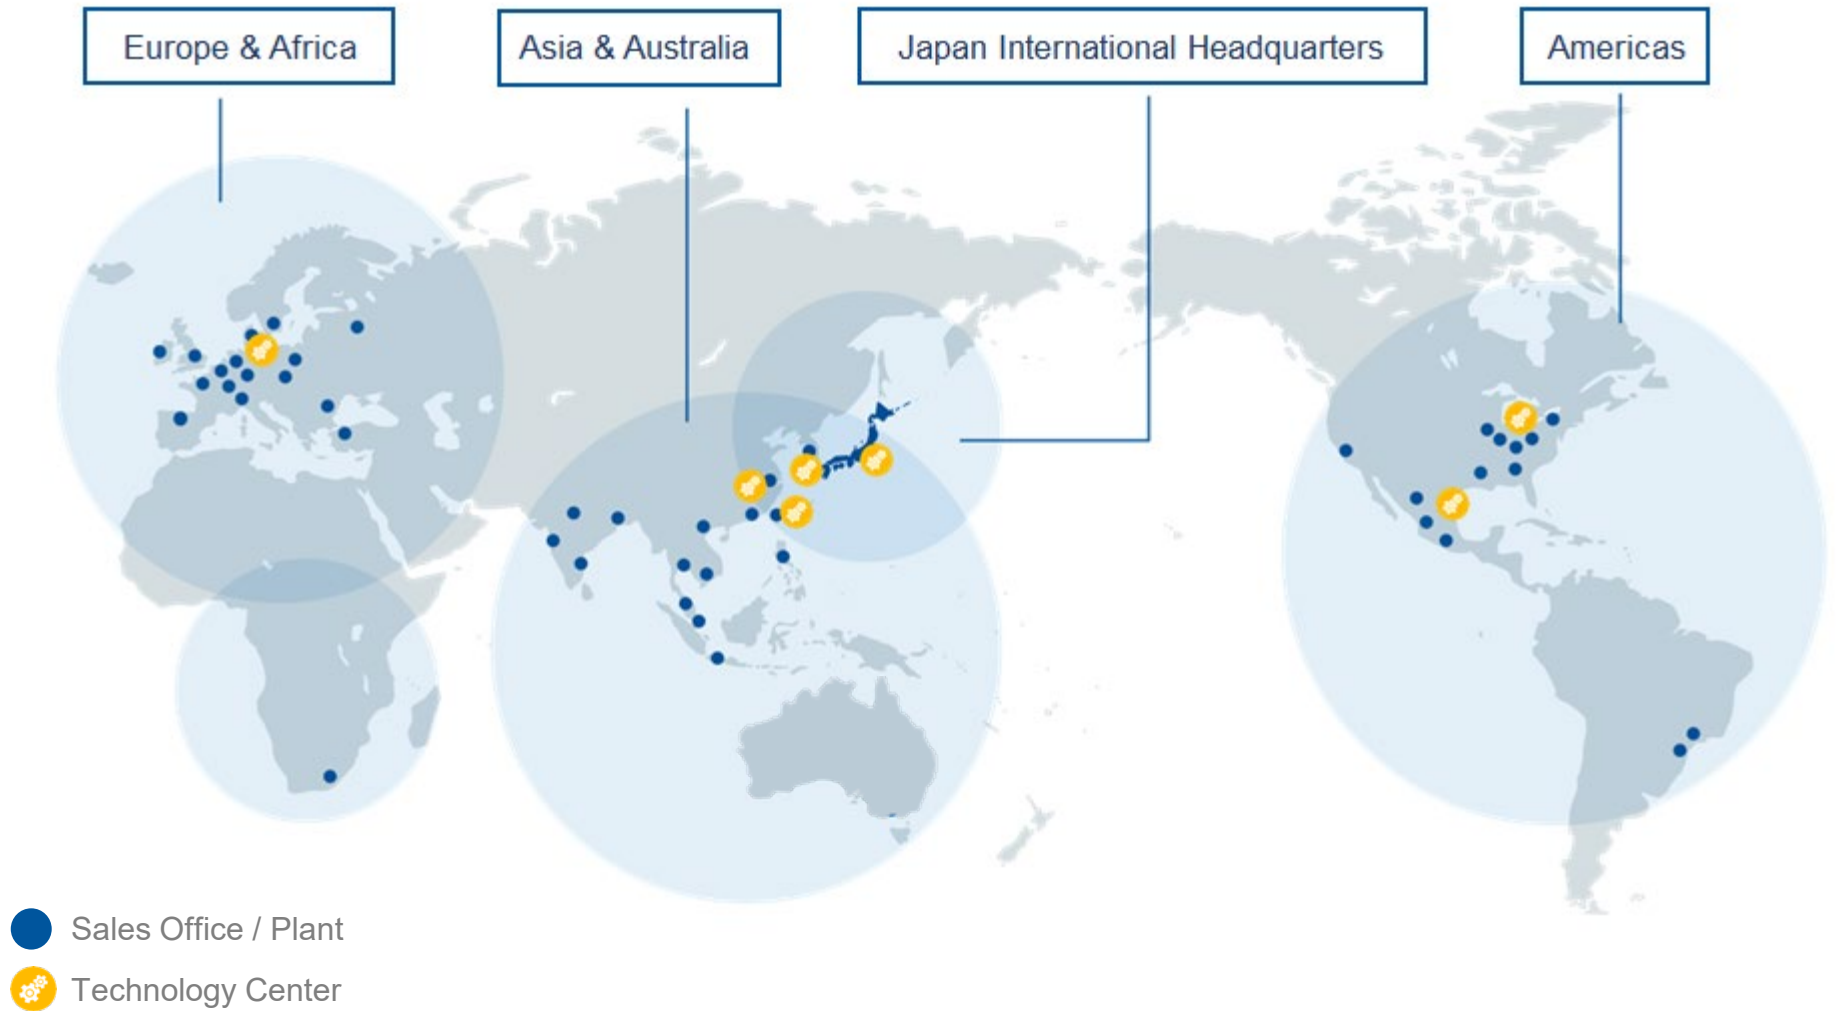 Europe & Africa
Asia & Australia
Japan International Headquarters
Americas
Sales Office / Plant
Technology Center